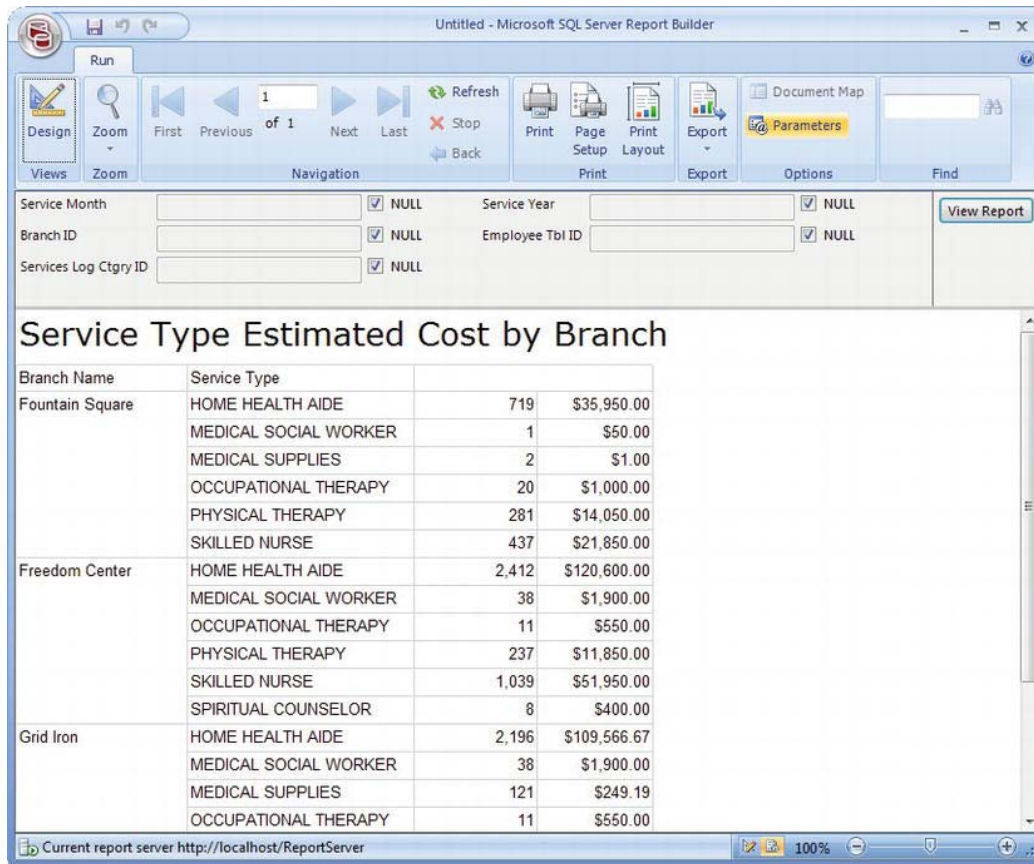 Untitled - Microsoft SQL Server Report Builder
Run
Design
Zoom
First
Previous
1
of 1
Next
Last
Refresh
Stop
Back
Print
Page Setup
Print Layout
Export
Document Map
Parameters
Views
Zoom
Navigation
Print
Export
Options
Find
Service Month NULL Service Year NULL View Report
Branch ID NULL Employee Tbl ID NULL
Services Log Ctgry ID NULL
Service Type Estimated Cost by Branch
Branch Name Service Type
Fountain Square HOME HEALTH AIDE 719 $35,950.00
MEDICAL SOCIAL WORKER 1 $50.00
MEDICAL SUPPLIES 2 $1.00
OCCUPATIONAL THERAPY 20 $1,000.00
PHYSICAL THERAPY 281 $14,050.00
SKILLED NURSE 437 $21,850.00
Freedom Center HOME HEALTH AIDE 2,412 $120,600.00
MEDICAL SOCIAL WORKER 38 $1,900.00
OCCUPATIONAL THERAPY 11 $550.00
PHYSICAL THERAPY 237 $11,850.00
SKILLED NURSE 1,039 $51,950.00
SPIRITUAL COUNSELOR 8 $400.00
Grid Iron HOME HEALTH AIDE 2,196 $109,566.67
MEDICAL SOCIAL WORKER 38 $1,900.00
MEDICAL SUPPLIES 121 $249.19
OCCUPATIONAL THERAPY 11 $550.00
Current report server http://localhost/ReportServer 100%